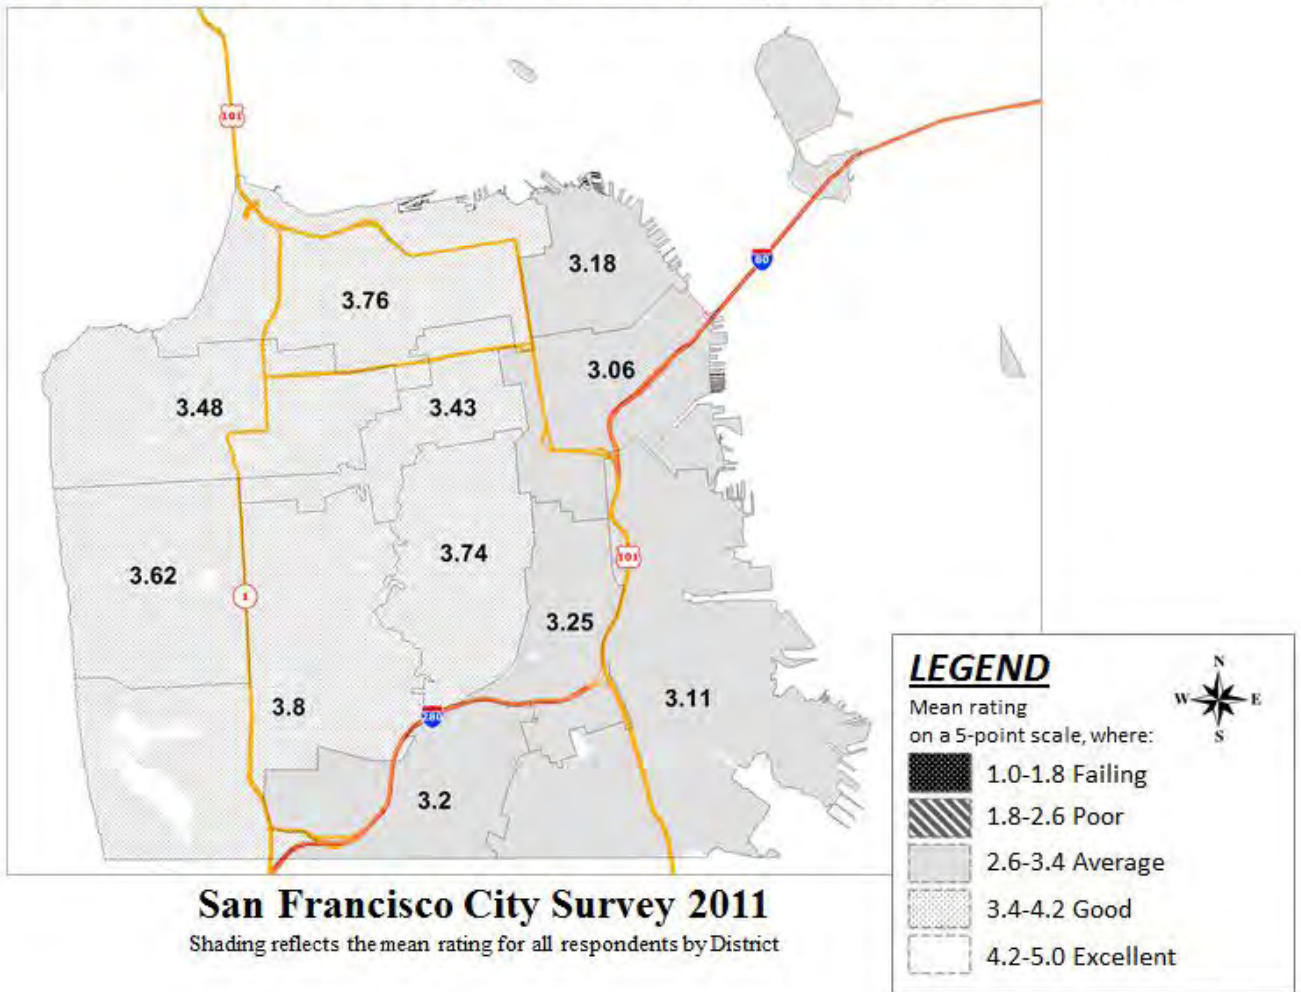 101
80
3.18
3.76
3.06
3.48
3.43
3.74
101
3.62
1
3.25
3.8
280
3.11
3.2
LEGEND
Mean rating
on a 5-point scale, where:
1.0-1.8 Failing
1.8-2.6 Poor
2.6-3.4 Average
3.4-4.2 Good
4.2-5.0 Excellent
N
W E
S
San Francisco City Survey 2011
Shading reflects the mean rating for all respondents by District